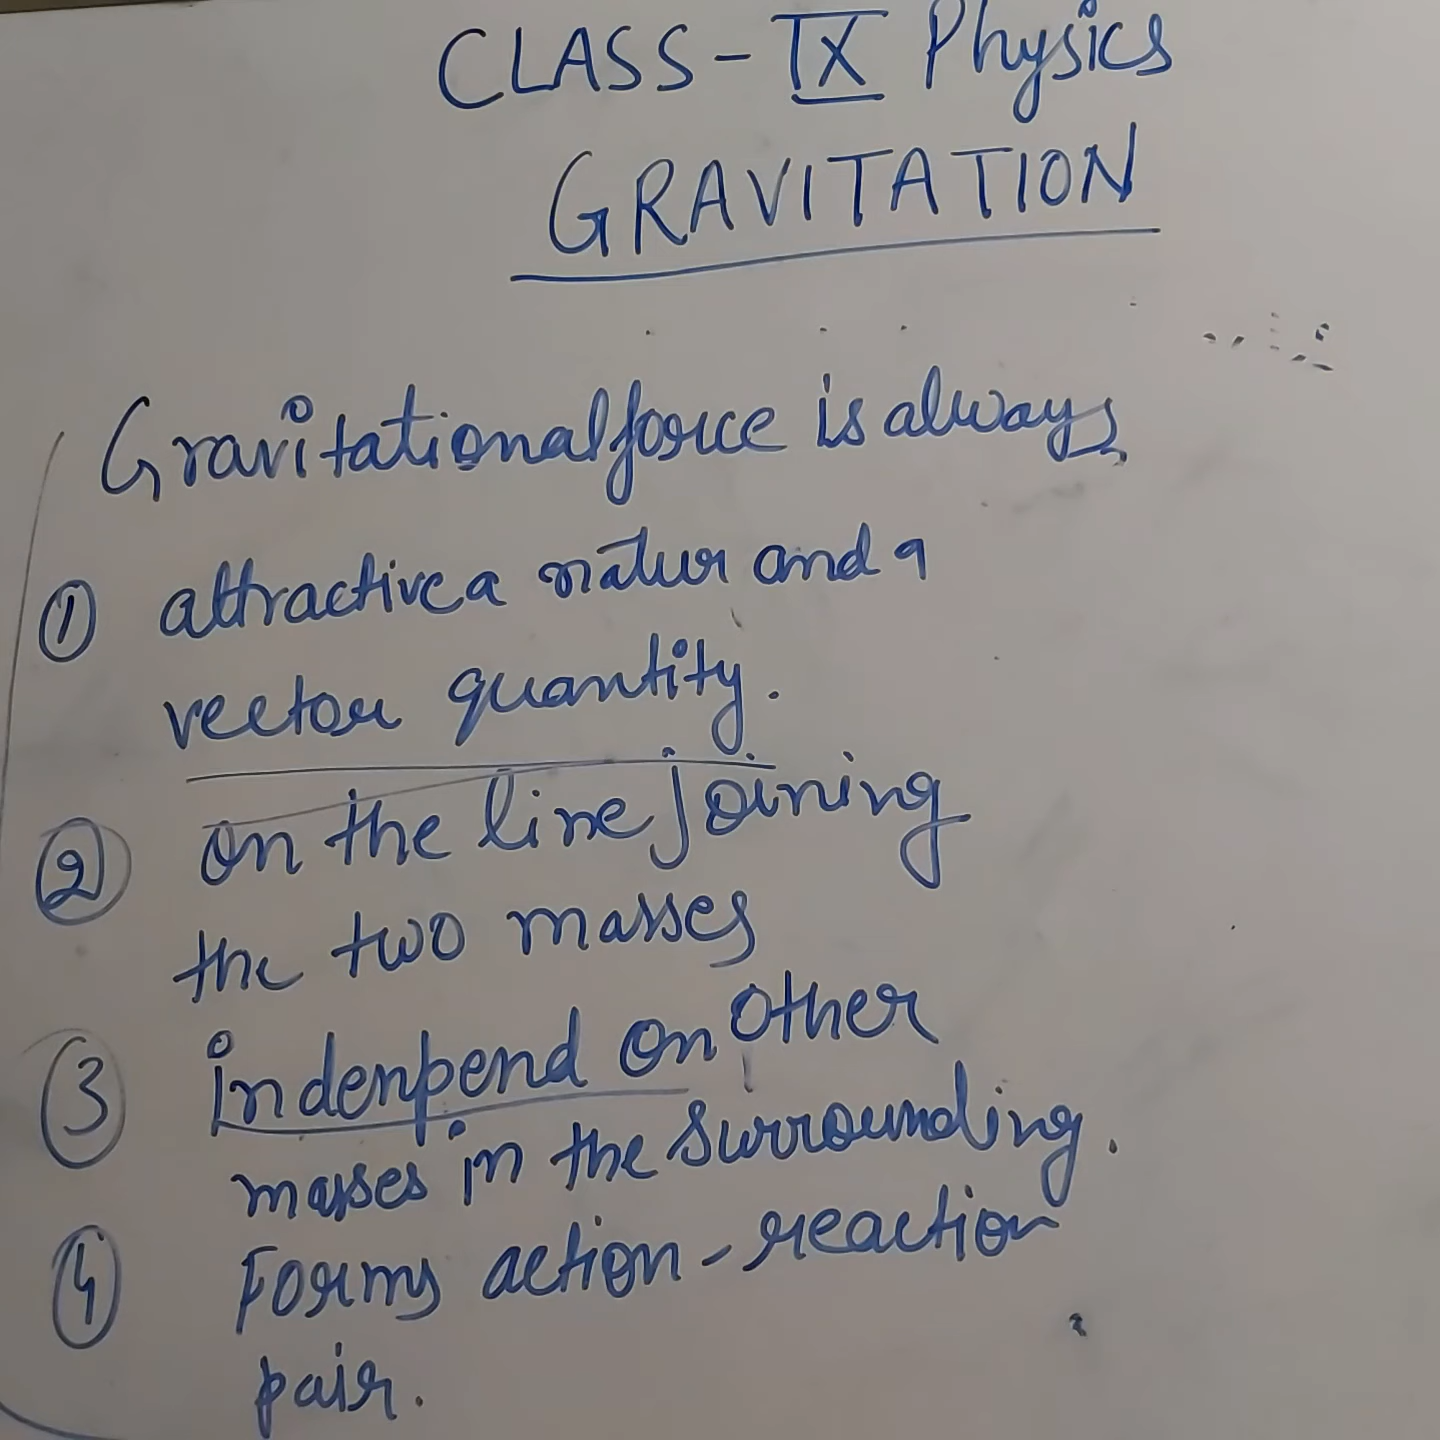 CLASS-IX Physics
GRAVITATION
Gravitational force is always
① attractive a natur and a
vector quantity.
② on the line joining
the two masses
③ indenpend on other
masses in the surrounding.
④ Forms action-reaction
pair.